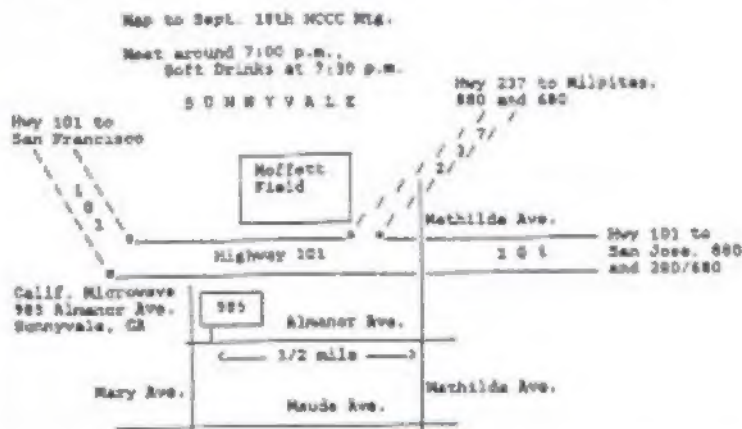 Map to Sept. 18th NCCC Mtg.
Meet around 7:00 p.m.,
Soft Drinks at 7:30 p.m.
S U N N Y V A L E
Hwy 237 to Milpitas,
880 and 680
Hwy 101 to
San Francisco
2 3 7
Moffett
Field
1 0 1
Mathilda Ave.
Highway 101
1 0 1
Hwy 101 to
San Jose, 880
and 280/680
Calif. Microwave
985 Almanor Ave.
Sunnyvale, CA
985
Almanor Ave.
<—— 1/2 mile ——>
Mary Ave.
Mathilda Ave.
Maude Ave.